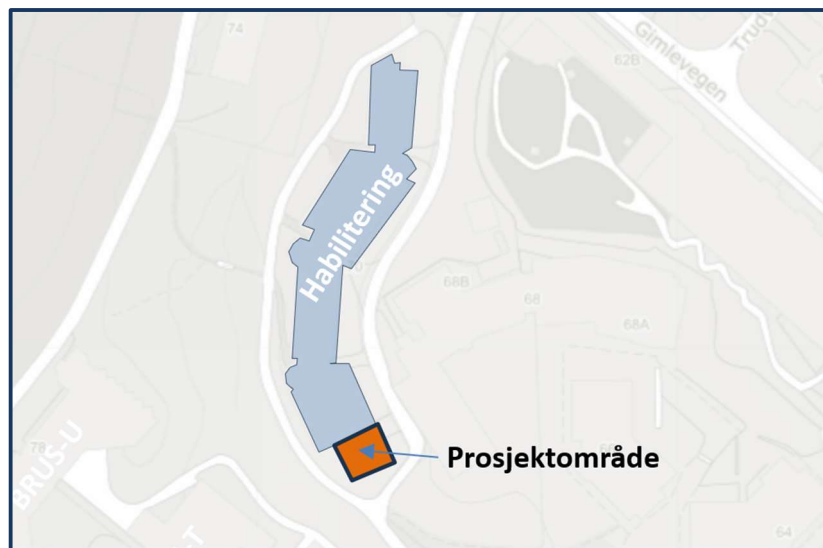 74
Gimlevegen
62B
Habilitering
68B
68
68A
Prosjektområde
78
BRUS-U
64